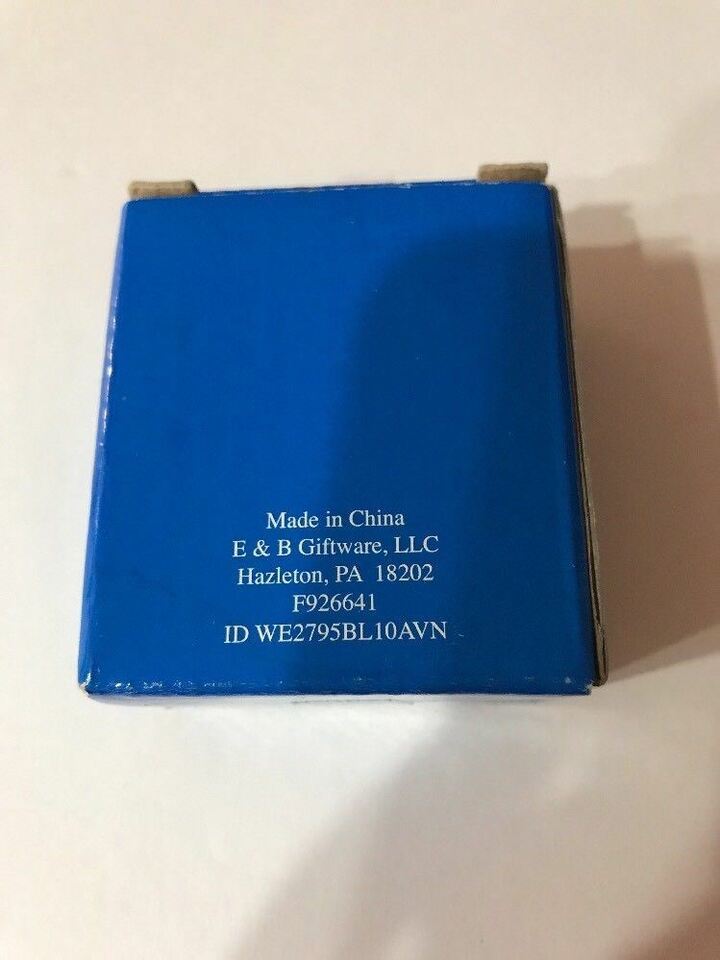 Made in China
E & B Giftware, LLC
Hazleton, PA 18202
F926641
ID WE2795BL10AVN